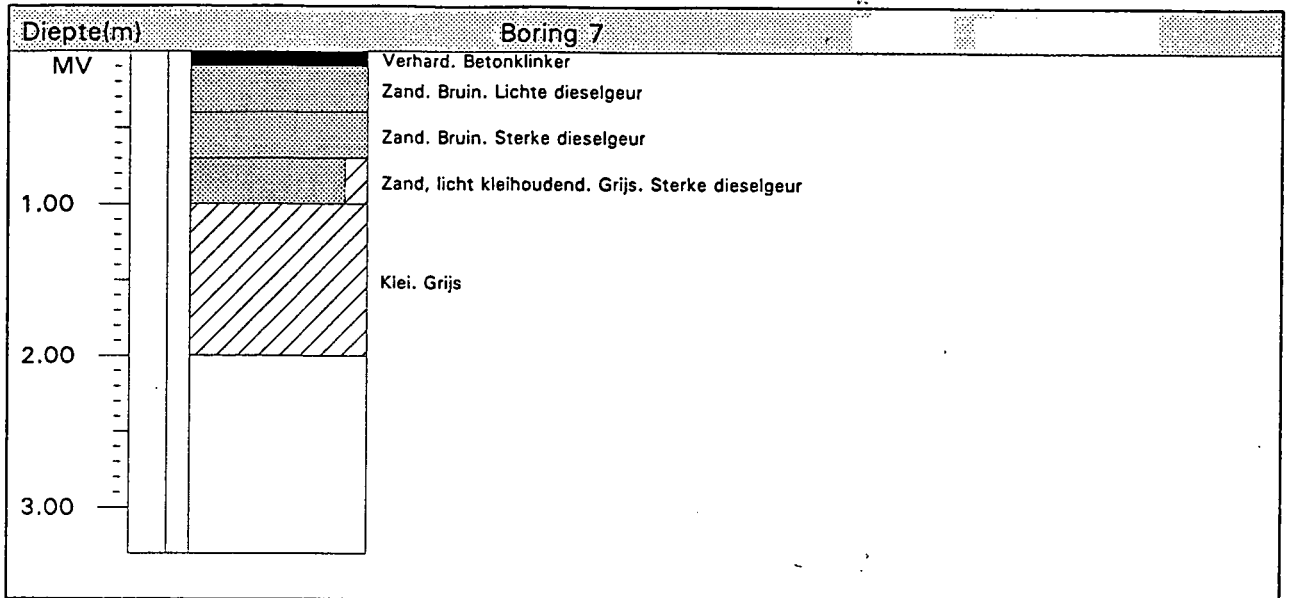 Diepte(m) Boring 7
MV Verhard. Betonklinker
Zand. Bruin. Lichte dieselgeur
Zand. Bruin. Sterke dieselgeur
Zand, licht kleihoudend. Grijs. Sterke dieselgeur
1.00
Klei. Grijs
2.00
3.00